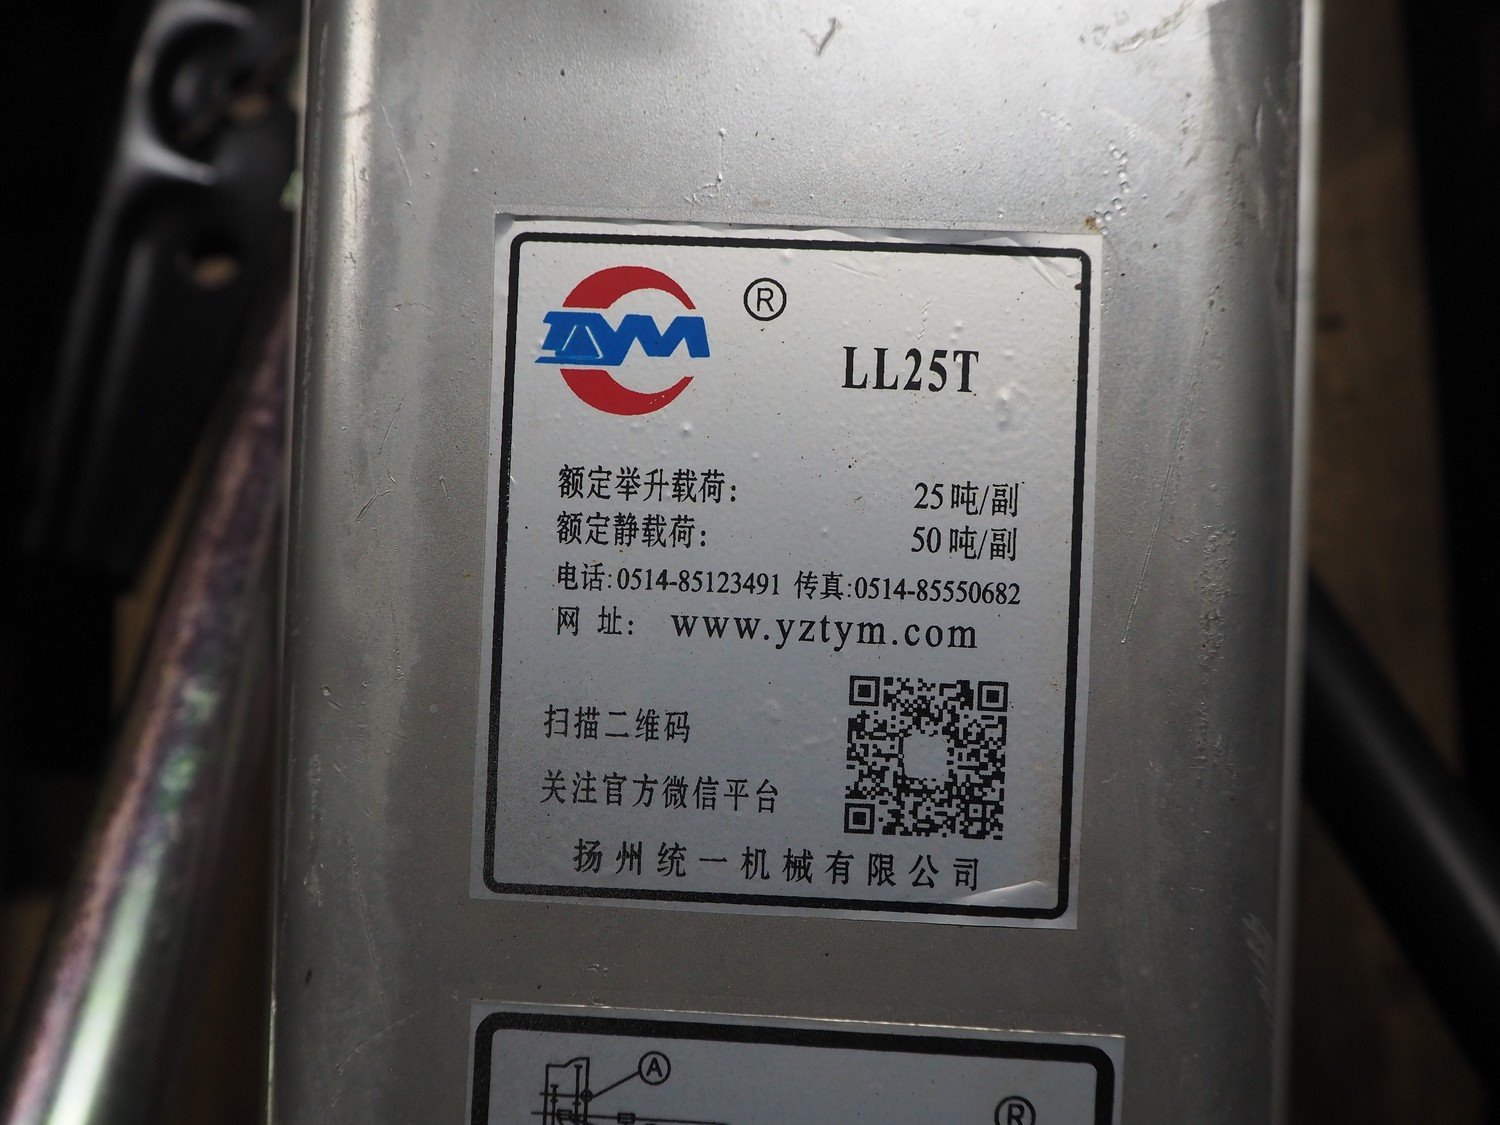 TYM ®
LL25T
额定举升载荷: 25吨/副
额定静载荷: 50吨/副
电话:0514-85123491 传真:0514-85550682
网 址: www.yztym.com
扫描二维码
关注官方微信平台
扬州统一机械有限公司
A
®